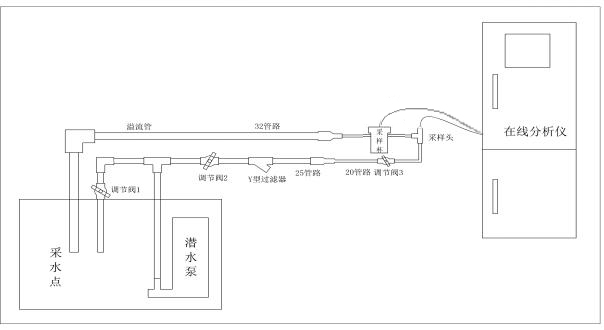 溢流管
32管路
采样杯
采样头
在线分析仪
调节阀1
调节阀2
Y型过滤器
25管路
20管路
调节阀3
采水点
潜水泵